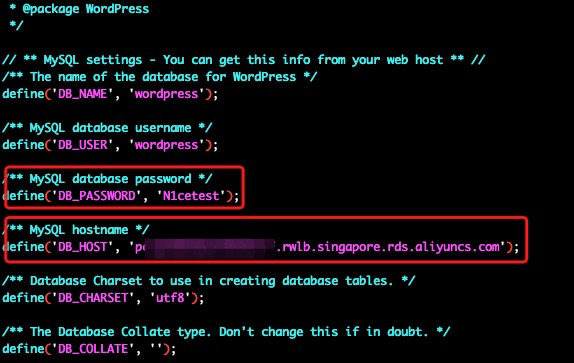 * @package WordPress
*/
// ** MySQL settings - You can get this info from your web host ** //
/** The name of the database for WordPress */
define('DB_NAME', 'wordpress');
/** MySQL database username */
define('DB_USER', 'wordpress');
/** MySQL database password */
define('DB_PASSWORD', 'N1cetest');
/** MySQL hostname */
define('DB_HOST', 'p .rwlb.singapore.rds.aliyuncs.com');
/** Database Charset to use in creating database tables. */
define('DB_CHARSET', 'utf8');
/** The Database Collate type. Don't change this if in doubt. */
define('DB_COLLATE', '');